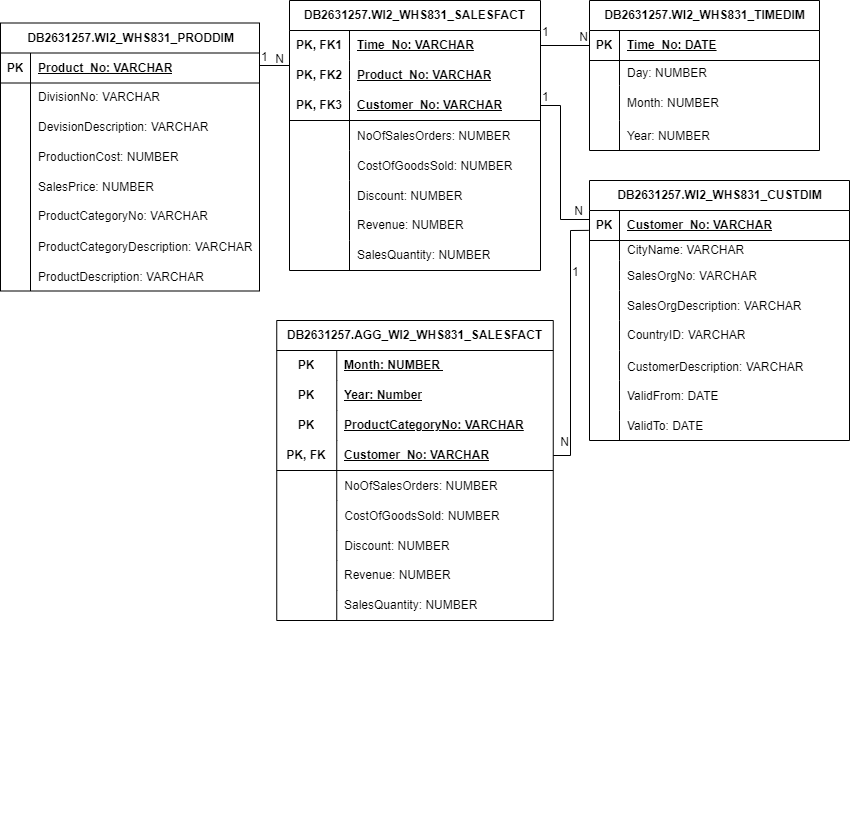 DB2631257.WI2_WHS831_PRODDIM
PK Product_No: VARCHAR
DivisionNo: VARCHAR
DevisionDescription: VARCHAR
ProductionCost: NUMBER
SalesPrice: NUMBER
ProductCategoryNo: VARCHAR
ProductCategoryDescription: VARCHAR
ProductDescription: VARCHAR
1 N
DB2631257.WI2_WHS831_SALESFACT
PK, FK1 Time_No: VARCHAR
PK, FK2 Product_No: VARCHAR
PK, FK3 Customer_No: VARCHAR
NoOfSalesOrders: NUMBER
CostOfGoodsSold: NUMBER
Discount: NUMBER
Revenue: NUMBER
SalesQuantity: NUMBER
1 N
1
N
DB2631257.WI2_WHS831_TIMEDIM
PK Time_No: DATE
Day: NUMBER
Month: NUMBER
Year: NUMBER
DB2631257.WI2_WHS831_CUSTDIM
PK Customer_No: VARCHAR
CityName: VARCHAR
SalesOrgNo: VARCHAR
SalesOrgDescription: VARCHAR
CountryID: VARCHAR
CustomerDescription: VARCHAR
ValidFrom: DATE
ValidTo: DATE
1
N
DB2631257.AGG_WI2_WHS831_SALESFACT
PK Month: NUMBER
PK Year: Number
PK ProductCategoryNo: VARCHAR
PK, FK Customer_No: VARCHAR
NoOfSalesOrders: NUMBER
CostOfGoodsSold: NUMBER
Discount: NUMBER
Revenue: NUMBER
SalesQuantity: NUMBER